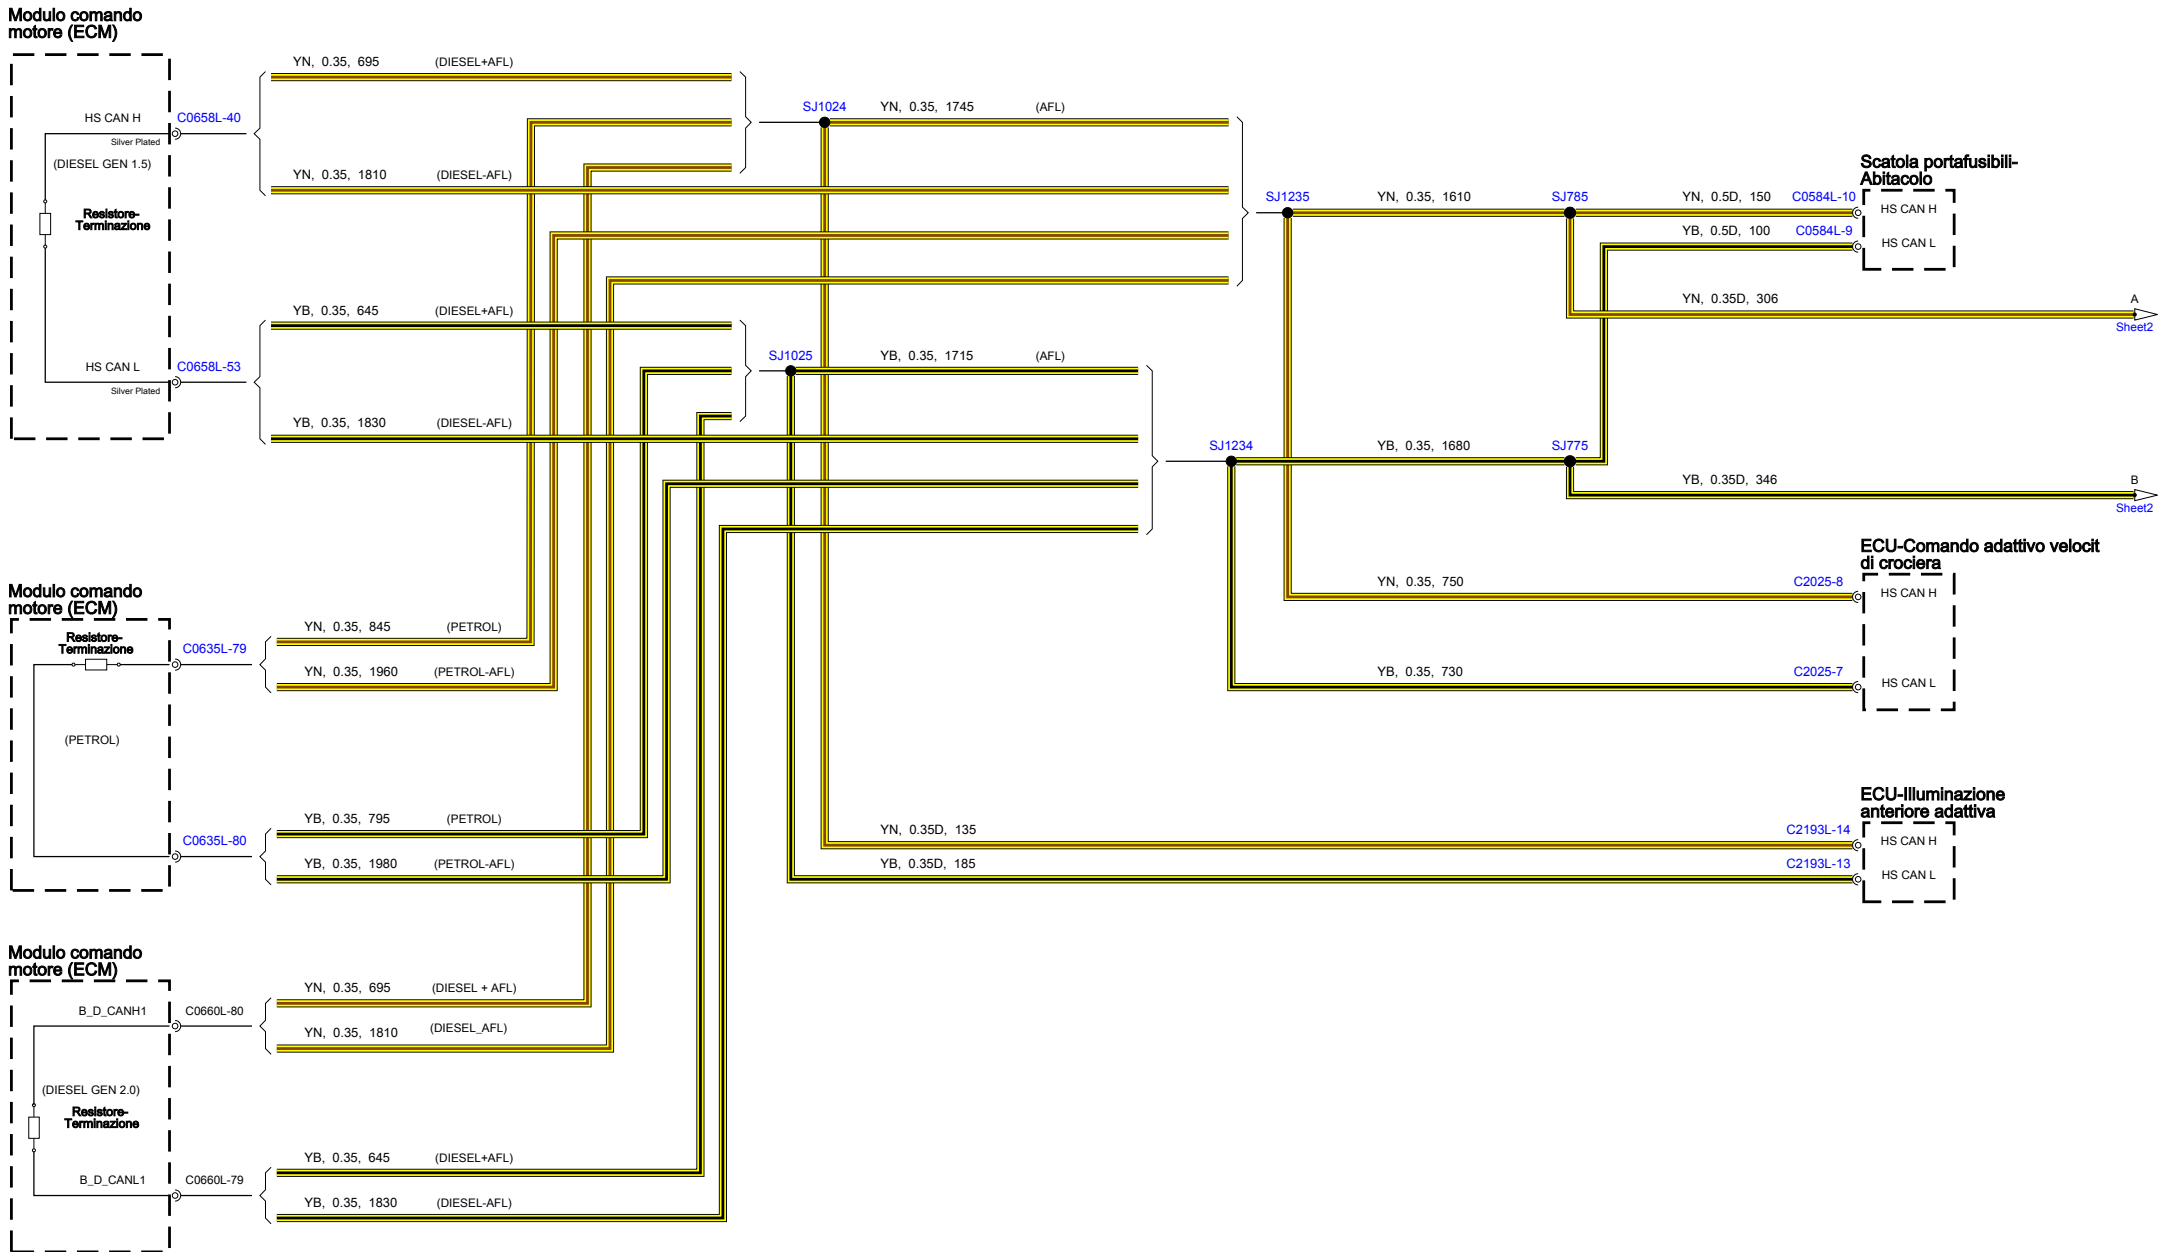 Modulo comando
motore (ECM)
HS CAN H
Silver Plated
(DIESEL GEN 1.5)
Resistore-
Terminazione
HS CAN L
Silver Plated
C0658L-40
C0658L-53
YN, 0.35, 695 (DIESEL+AFL)
YN, 0.35, 1810 (DIESEL-AFL)
YB, 0.35, 645 (DIESEL+AFL)
YB, 0.35, 1830 (DIESEL-AFL)
SJ1024
YN, 0.35, 1745 (AFL)
SJ1025
YB, 0.35, 1715 (AFL)
SJ1235
YN, 0.35, 1610
SJ785
YN, 0.5D, 150
C0584L-10
YB, 0.5D, 100
C0584L-9
Scatola portafusibili-
Abitacolo
HS CAN H
HS CAN L
YN, 0.35D, 306
A
Sheet2
SJ1234
YB, 0.35, 1680
SJ775
YB, 0.35D, 346
B
Sheet2
ECU-Comando adattivo velocit
di crociera
YN, 0.35, 750
C2025-8
HS CAN H
YB, 0.35, 730
C2025-7
HS CAN L
Modulo comando
motore (ECM)
Resistore-
Terminazione
(PETROL)
C0635L-79
C0635L-80
YN, 0.35, 845 (PETROL)
YN, 0.35, 1960 (PETROL-AFL)
YB, 0.35, 795 (PETROL)
YB, 0.35, 1980 (PETROL-AFL)
ECU-Illuminazione
anteriore adattiva
YN, 0.35D, 135
C2193L-14
HS CAN H
YB, 0.35D, 185
C2193L-13
HS CAN L
Modulo comando
motore (ECM)
B_D_CANH1
C0660L-80
(DIESEL GEN 2.0)
Resistore-
Terminazione
B_D_CANL1
C0660L-79
YN, 0.35, 695 (DIESEL + AFL)
YN, 0.35, 1810 (DIESEL_AFL)
YB, 0.35, 645 (DIESEL+AFL)
YB, 0.35, 1830 (DIESEL-AFL)